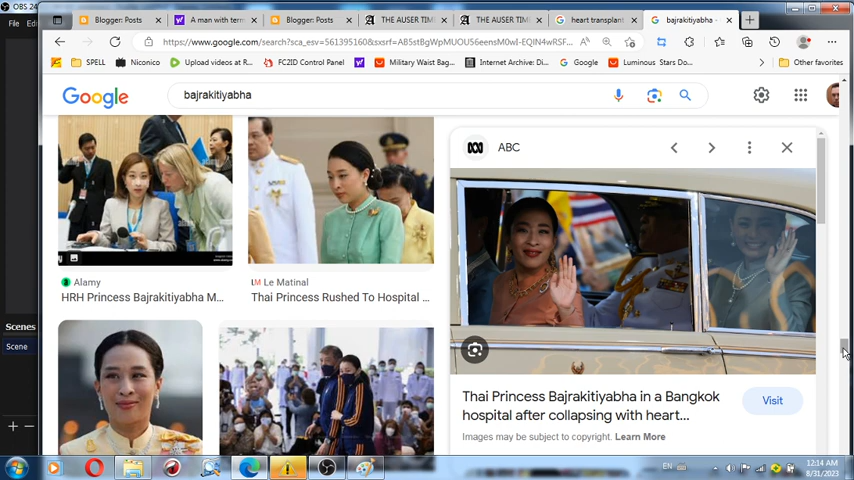 OBS 24
File
Blogger: Posts
A man with term
Blogger: Posts
THE AUSER TIM
THE AUSER TIM
heart transplant
bajrakitiyabha -
https://www.google.com/search?sca_esv=561395160&sxsrf=
SPELL
Niconico
Upload videos at R...
FC2ID Control Panel
Military Waist Bag...
Internet Archive: Di...
Google
Luminous Stars Do...
Other favorites
Google
bajrakitiyabha
ABC
Alamy
HRH Princess Bajrakitiyabha M...
LM Le Matinal
Thai Princess Rushed To Hospital ...
Scenes
Scene
Thai Princess Bajrakitiyabha in a Bangkok
hospital after collapsing with heart...
Visit
Images may be subject to copyright. Learn More
EN
12:14 AM
8/31/2023